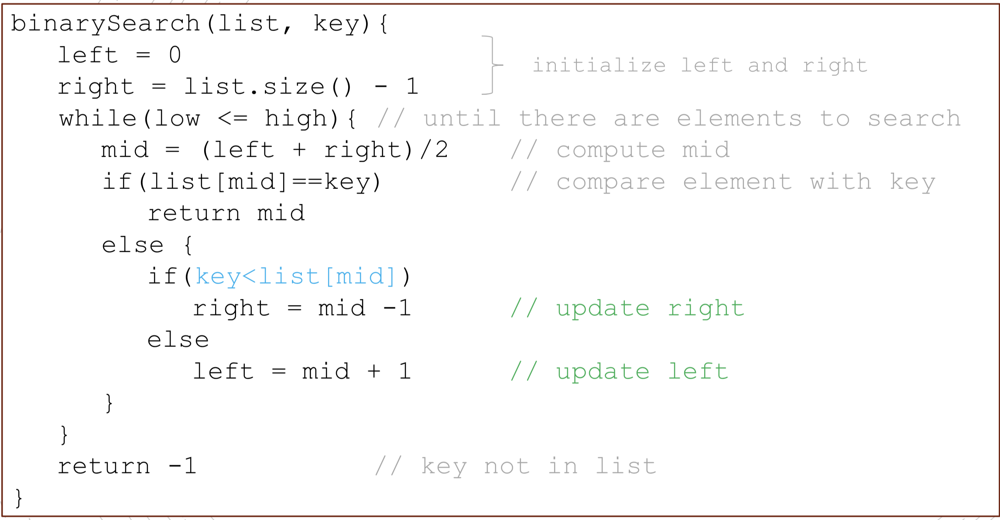 binarySearch(list, key){
left = 0
initialize left and right
right = list.size() - 1
while(low <= high){ // until there are elements to search
mid = (left + right)/2 // compute mid
if(list[mid]==key) // compare element with key
return mid
else {
if(key<list[mid])
right = mid -1 // update right
else
left = mid + 1 // update left
}
}
return -1 // key not in list
}